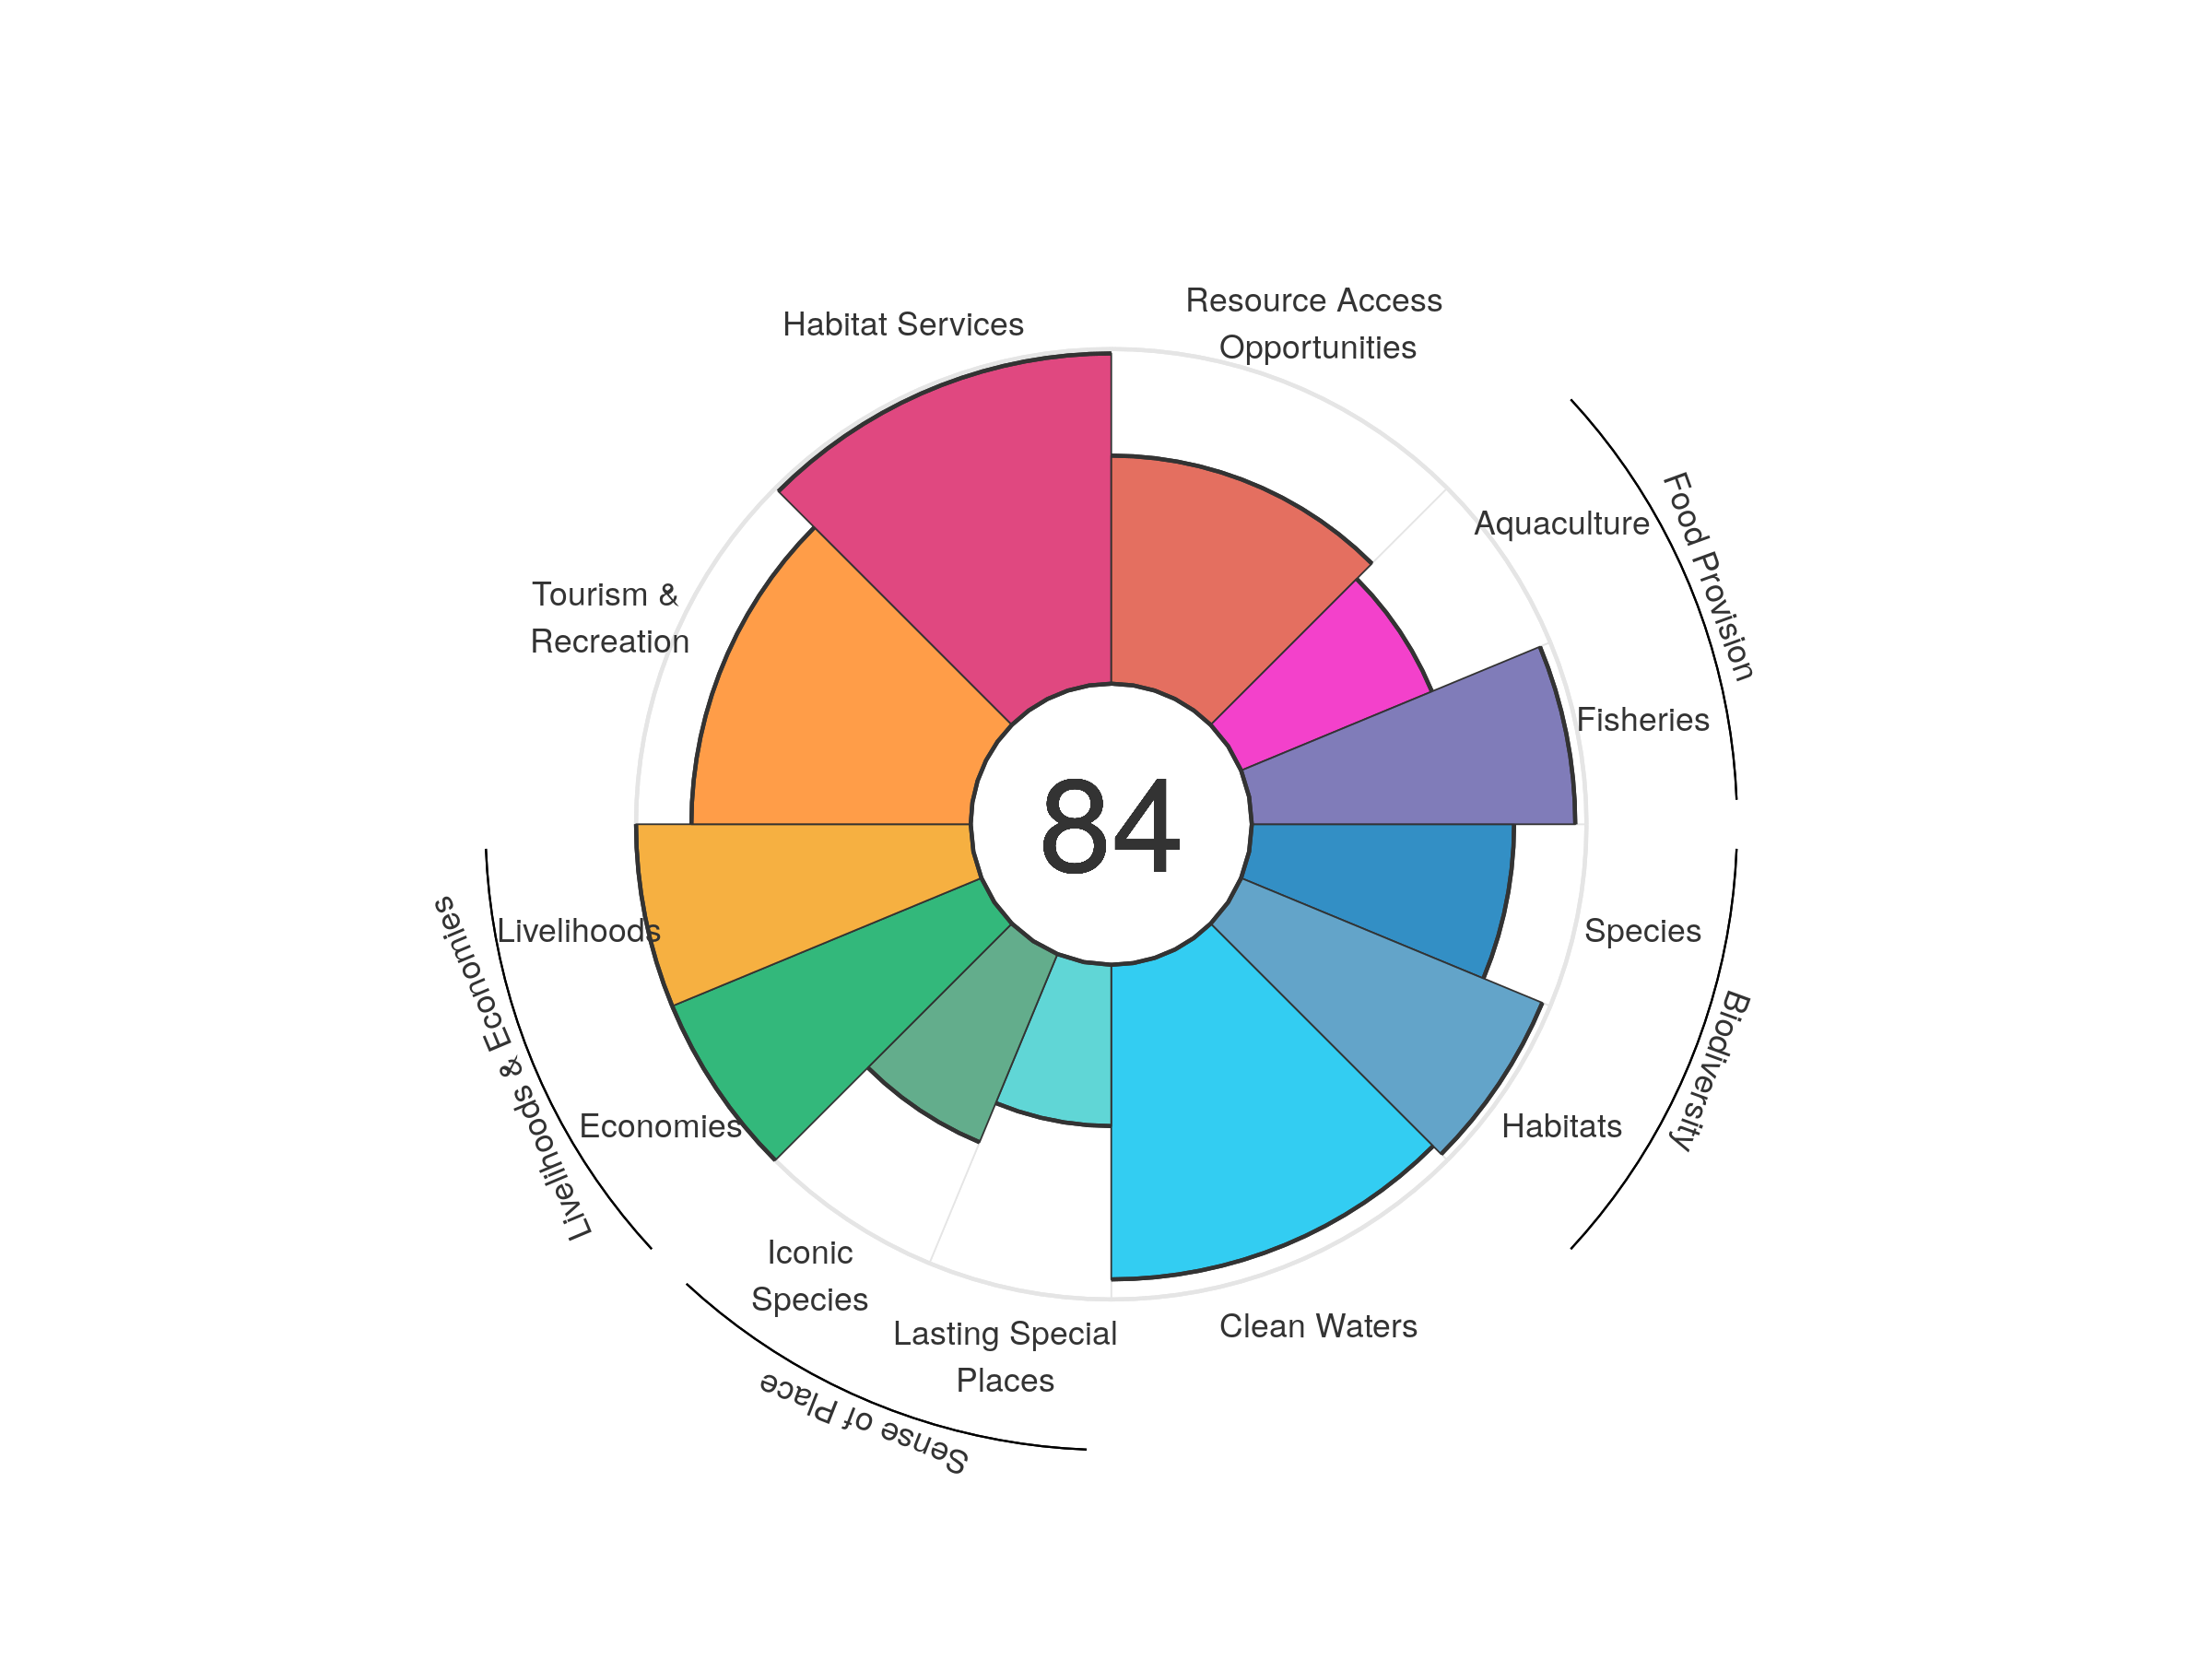 Resource Access
Opportunities
Habitat Services
Aquaculture
Food Provision
Tourism &
Recreation
Fisheries
84
Livelihoods
Species
Livelihoods & Economies
Biodiversity
Economies
Habitats
Iconic
Species
Lasting Special
Places
Clean Waters
Sense of Place